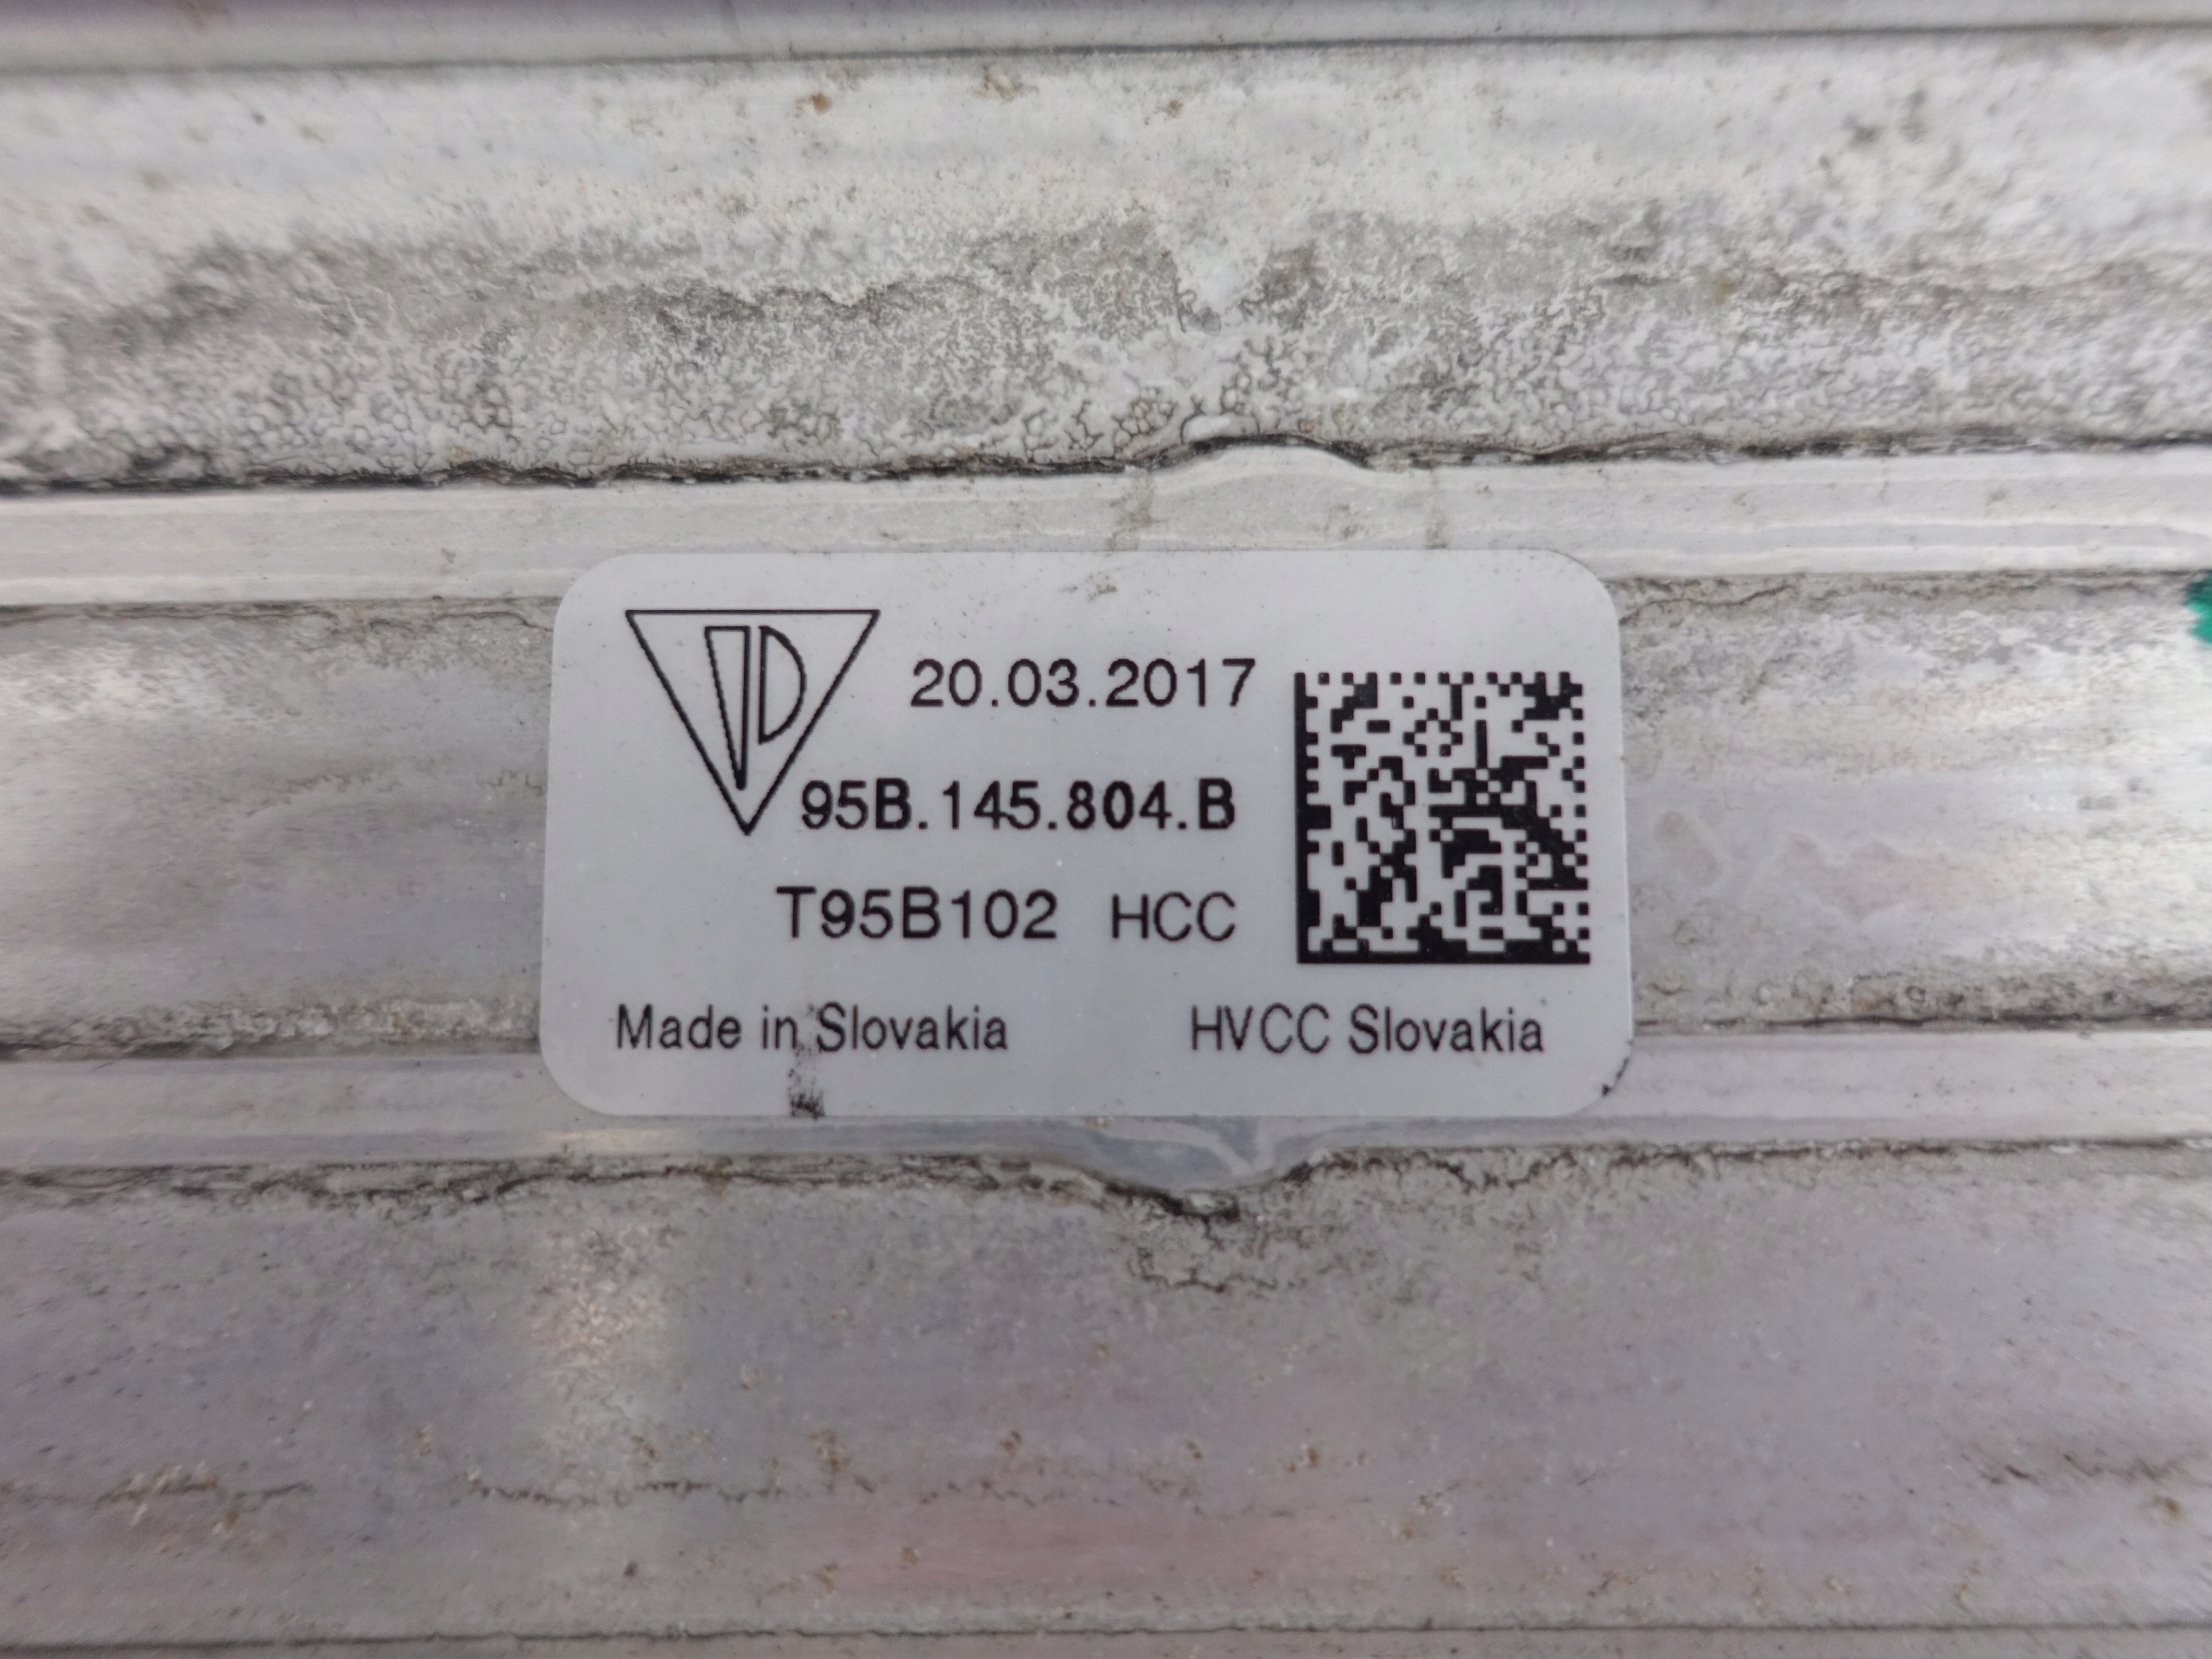 20.03.2017
95B.145.804.B
T95B102 HCC
Made in Slovakia HVCC Slovakia